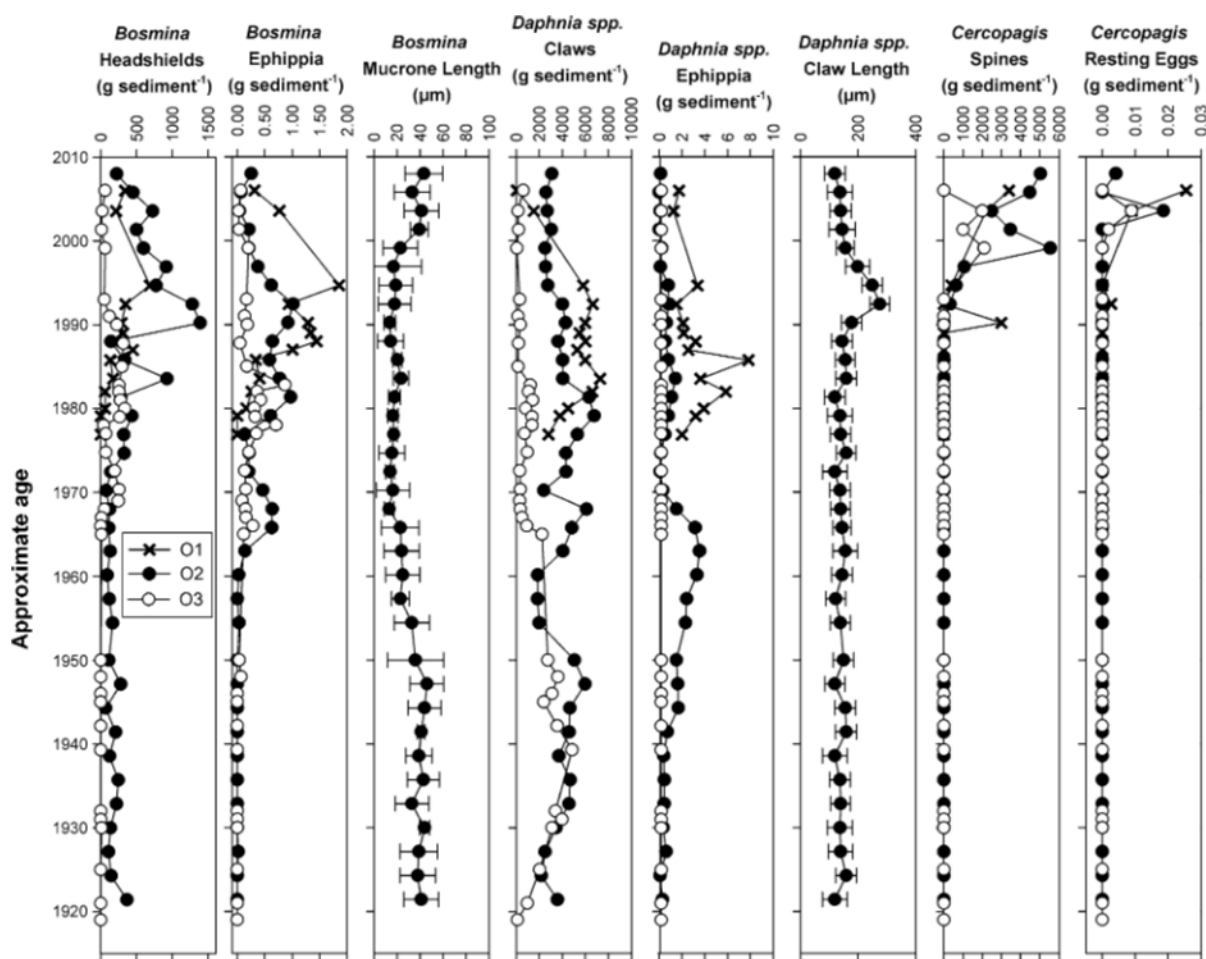 Bosmina
Headshields
(g sediment⁻¹)
Bosmina
Ephippia
(g sediment⁻¹)
Bosmina
Mucrone Length
(µm)
Daphnia spp.
Claws
(g sediment⁻¹)
Daphnia spp.
Ephippia
(g sediment⁻¹)
Daphnia spp.
Claw Length
(µm)
Cercopagis
Spines
(g sediment⁻¹)
Cercopagis
Resting Eggs
(g sediment⁻¹)
0 500 1000 1500
0.00 0.50 1.00 1.50 2.00
0 20 40 60 80 100
0 2000 4000 6000 8000 10000
0 2 4 6 8 10
0 200 400
0 1000 2000 3000 4000 5000 6000
0.00 0.01 0.02 0.03
Approximate age
2010
2000
1990
1980
1970
1960
1950
1940
1930
1920
O1
O2
O3